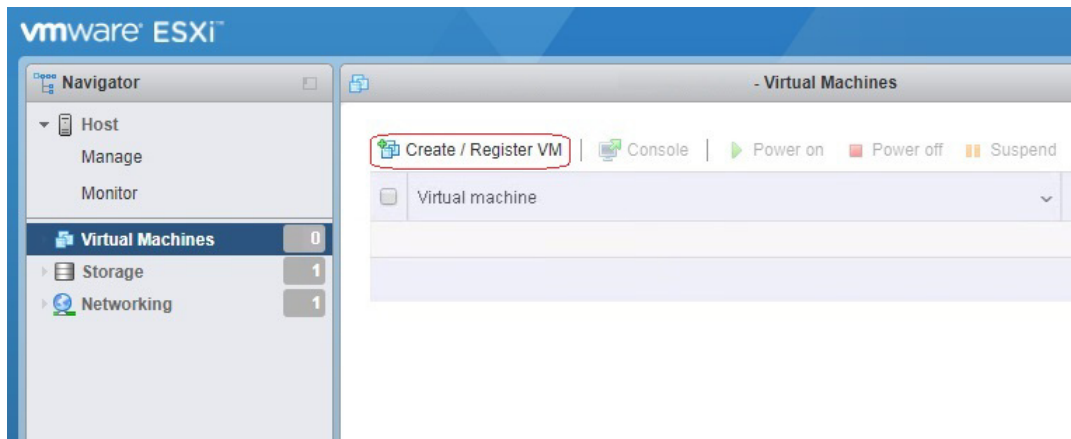 vmware ESXi™
Navigator
Host
Manage
Monitor
Virtual Machines 0
Storage 1
Networking 1
- Virtual Machines
Create / Register VM | Console | Power on Power off Suspend
Virtual machine